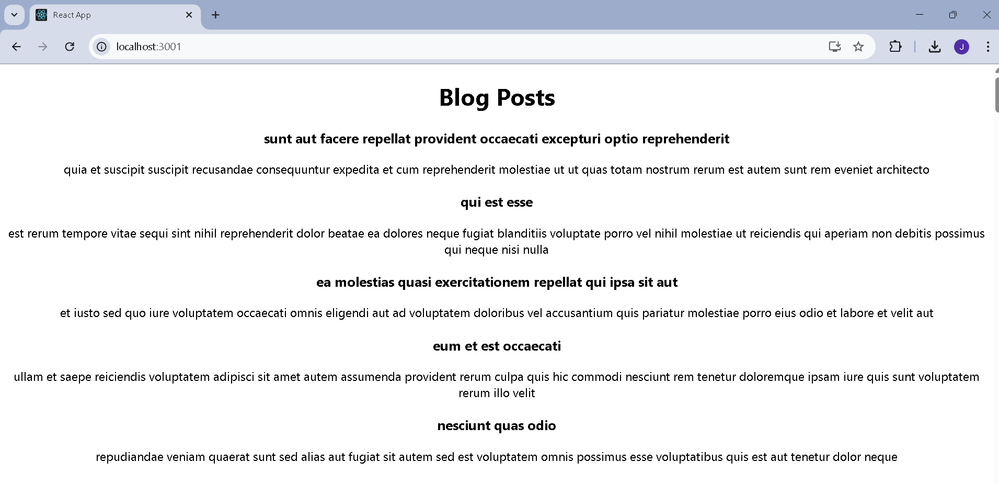 React App
localhost:3001
J
Blog Posts
sunt aut facere repellat provident occaecati excepturi optio reprehenderit
quia et suscipit suscipit recusandae consequuntur expedita et cum reprehenderit molestiae ut ut quas totam nostrum rerum est autem sunt rem eveniet architecto
qui est esse
est rerum tempore vitae sequi sint nihil reprehenderit dolor beatae ea dolores neque fugiat blanditiis voluptate porro vel nihil molestiae ut reiciendis qui aperiam non debitis possimus
qui neque nisi nulla
ea molestias quasi exercitationem repellat qui ipsa sit aut
et iusto sed quo iure voluptatem occaecati omnis eligendi aut ad voluptatem doloribus vel accusantium quis pariatur molestiae porro eius odio et labore et velit aut
eum et est occaecati
ullam et saepe reiciendis voluptatem adipisci sit amet autem assumenda provident rerum culpa quis hic commodi nesciunt rem tenetur doloremque ipsam iure quis sunt voluptatem
rerum illo velit
nesciunt quas odio
repudiandae veniam quaerat sunt sed alias aut fugiat sit autem sed est voluptatem omnis possimus esse voluptatibus quis est aut tenetur dolor neque